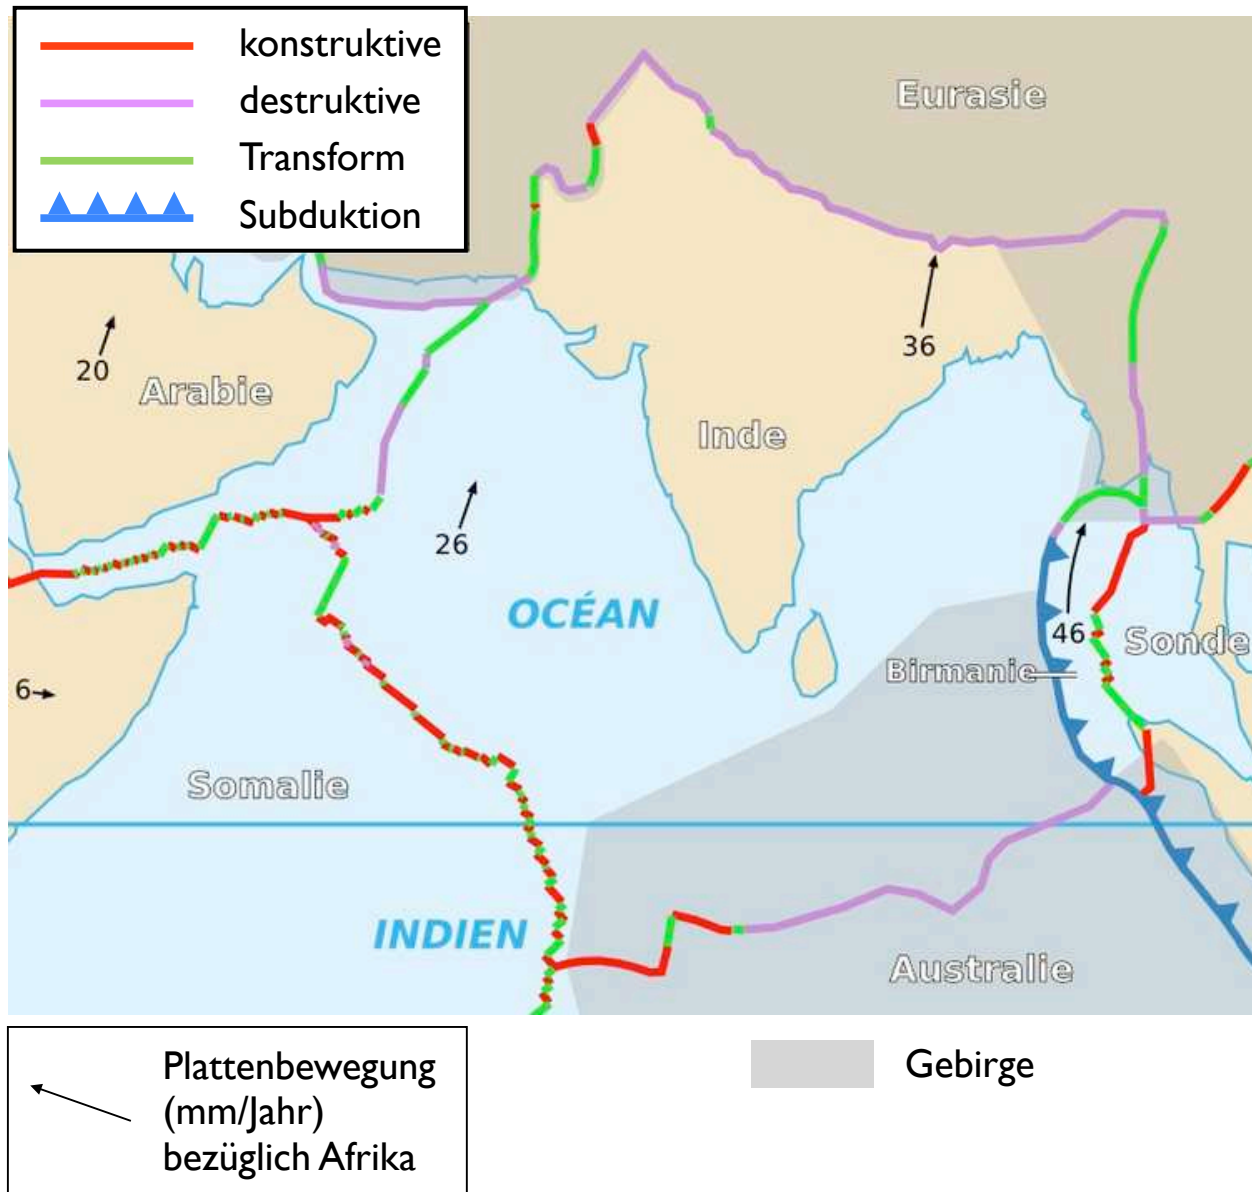 konstruktive
destruktive
Transform
Subduktion
Eurasie
36
20
Arabie
Inde
26
OCÉAN
46
Sonde
Birmanie
6
Somalie
INDIEN
Australie
Plattenbewegung
(mm/Jahr)
bezüglich Afrika
Gebirge